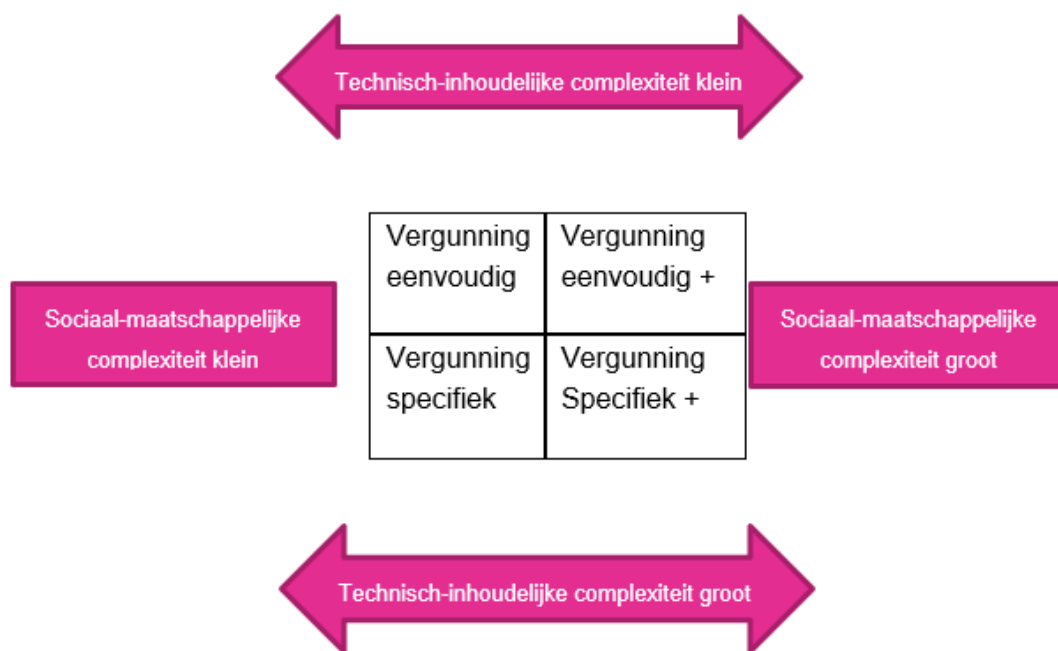 Technisch-inhoudelijke complexiteit klein
Vergunning
eenvoudig
Vergunning
eenvoudig +
Sociaal-maatschappelijke
complexiteit klein
Sociaal-maatschappelijke
complexiteit groot
Vergunning
specifiek
Vergunning
Specifiek +
Technisch-inhoudelijke complexiteit groot